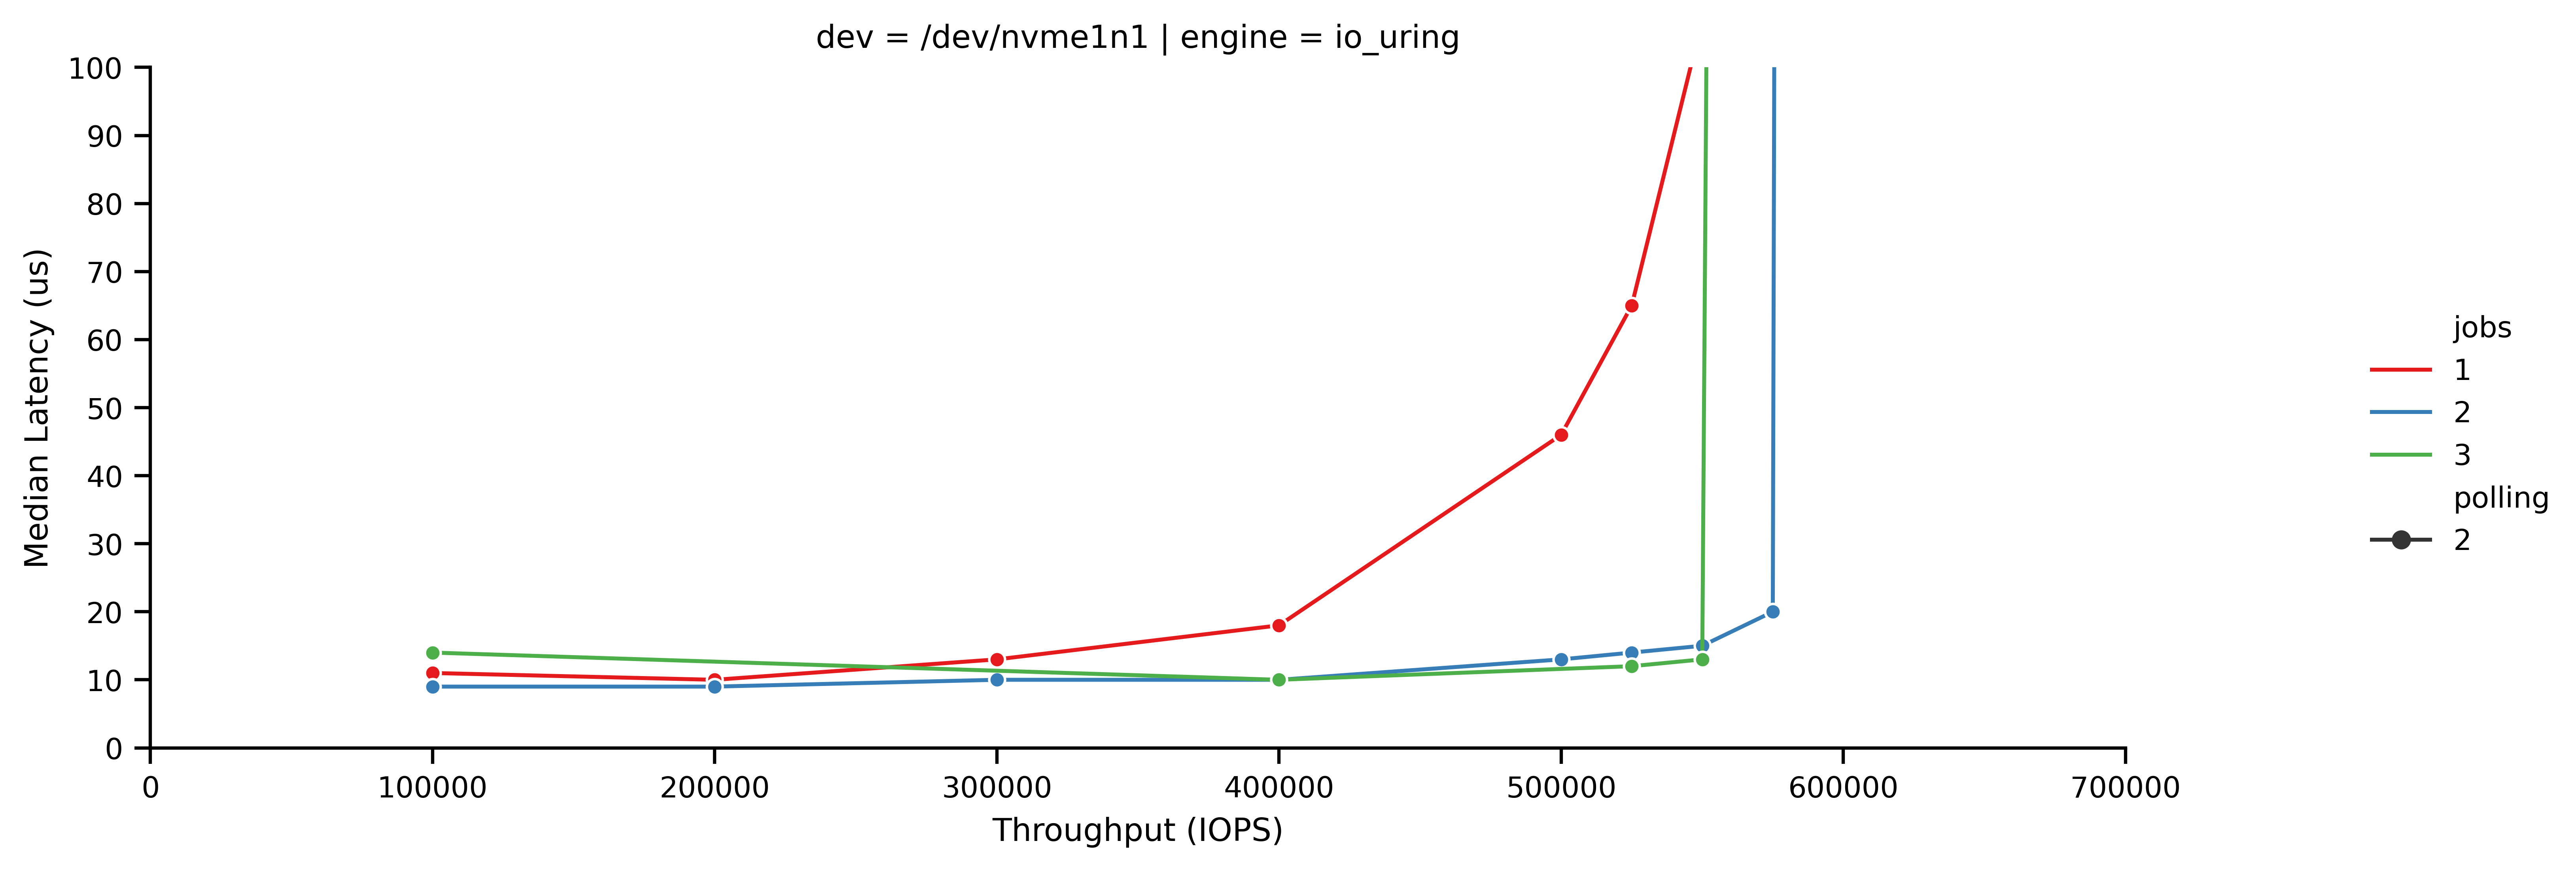 dev = /dev/nvme1n1 | engine = io_uring
100
90
80
70
60
50
40
30
20
10
0
Median Latency (us)
0 100000 200000 300000 400000 500000 600000 700000
Throughput (IOPS)
jobs
1
2
3
polling
2